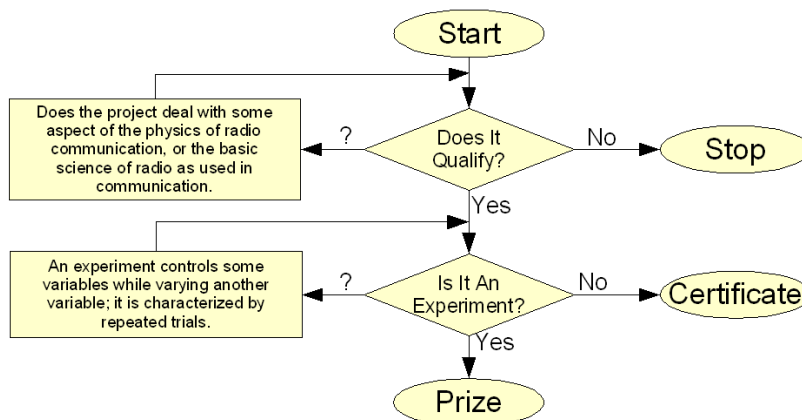 Start
Does the project deal with some
aspect of the physics of radio
communication, or the basic
science of radio as used in
communication.
?
Does It
Qualify?
No
Stop
Yes
An experiment controls some
variables while varying another
variable; it is characterized by
repeated trials.
?
Is It An
Experiment?
No
Certificate
Yes
Prize